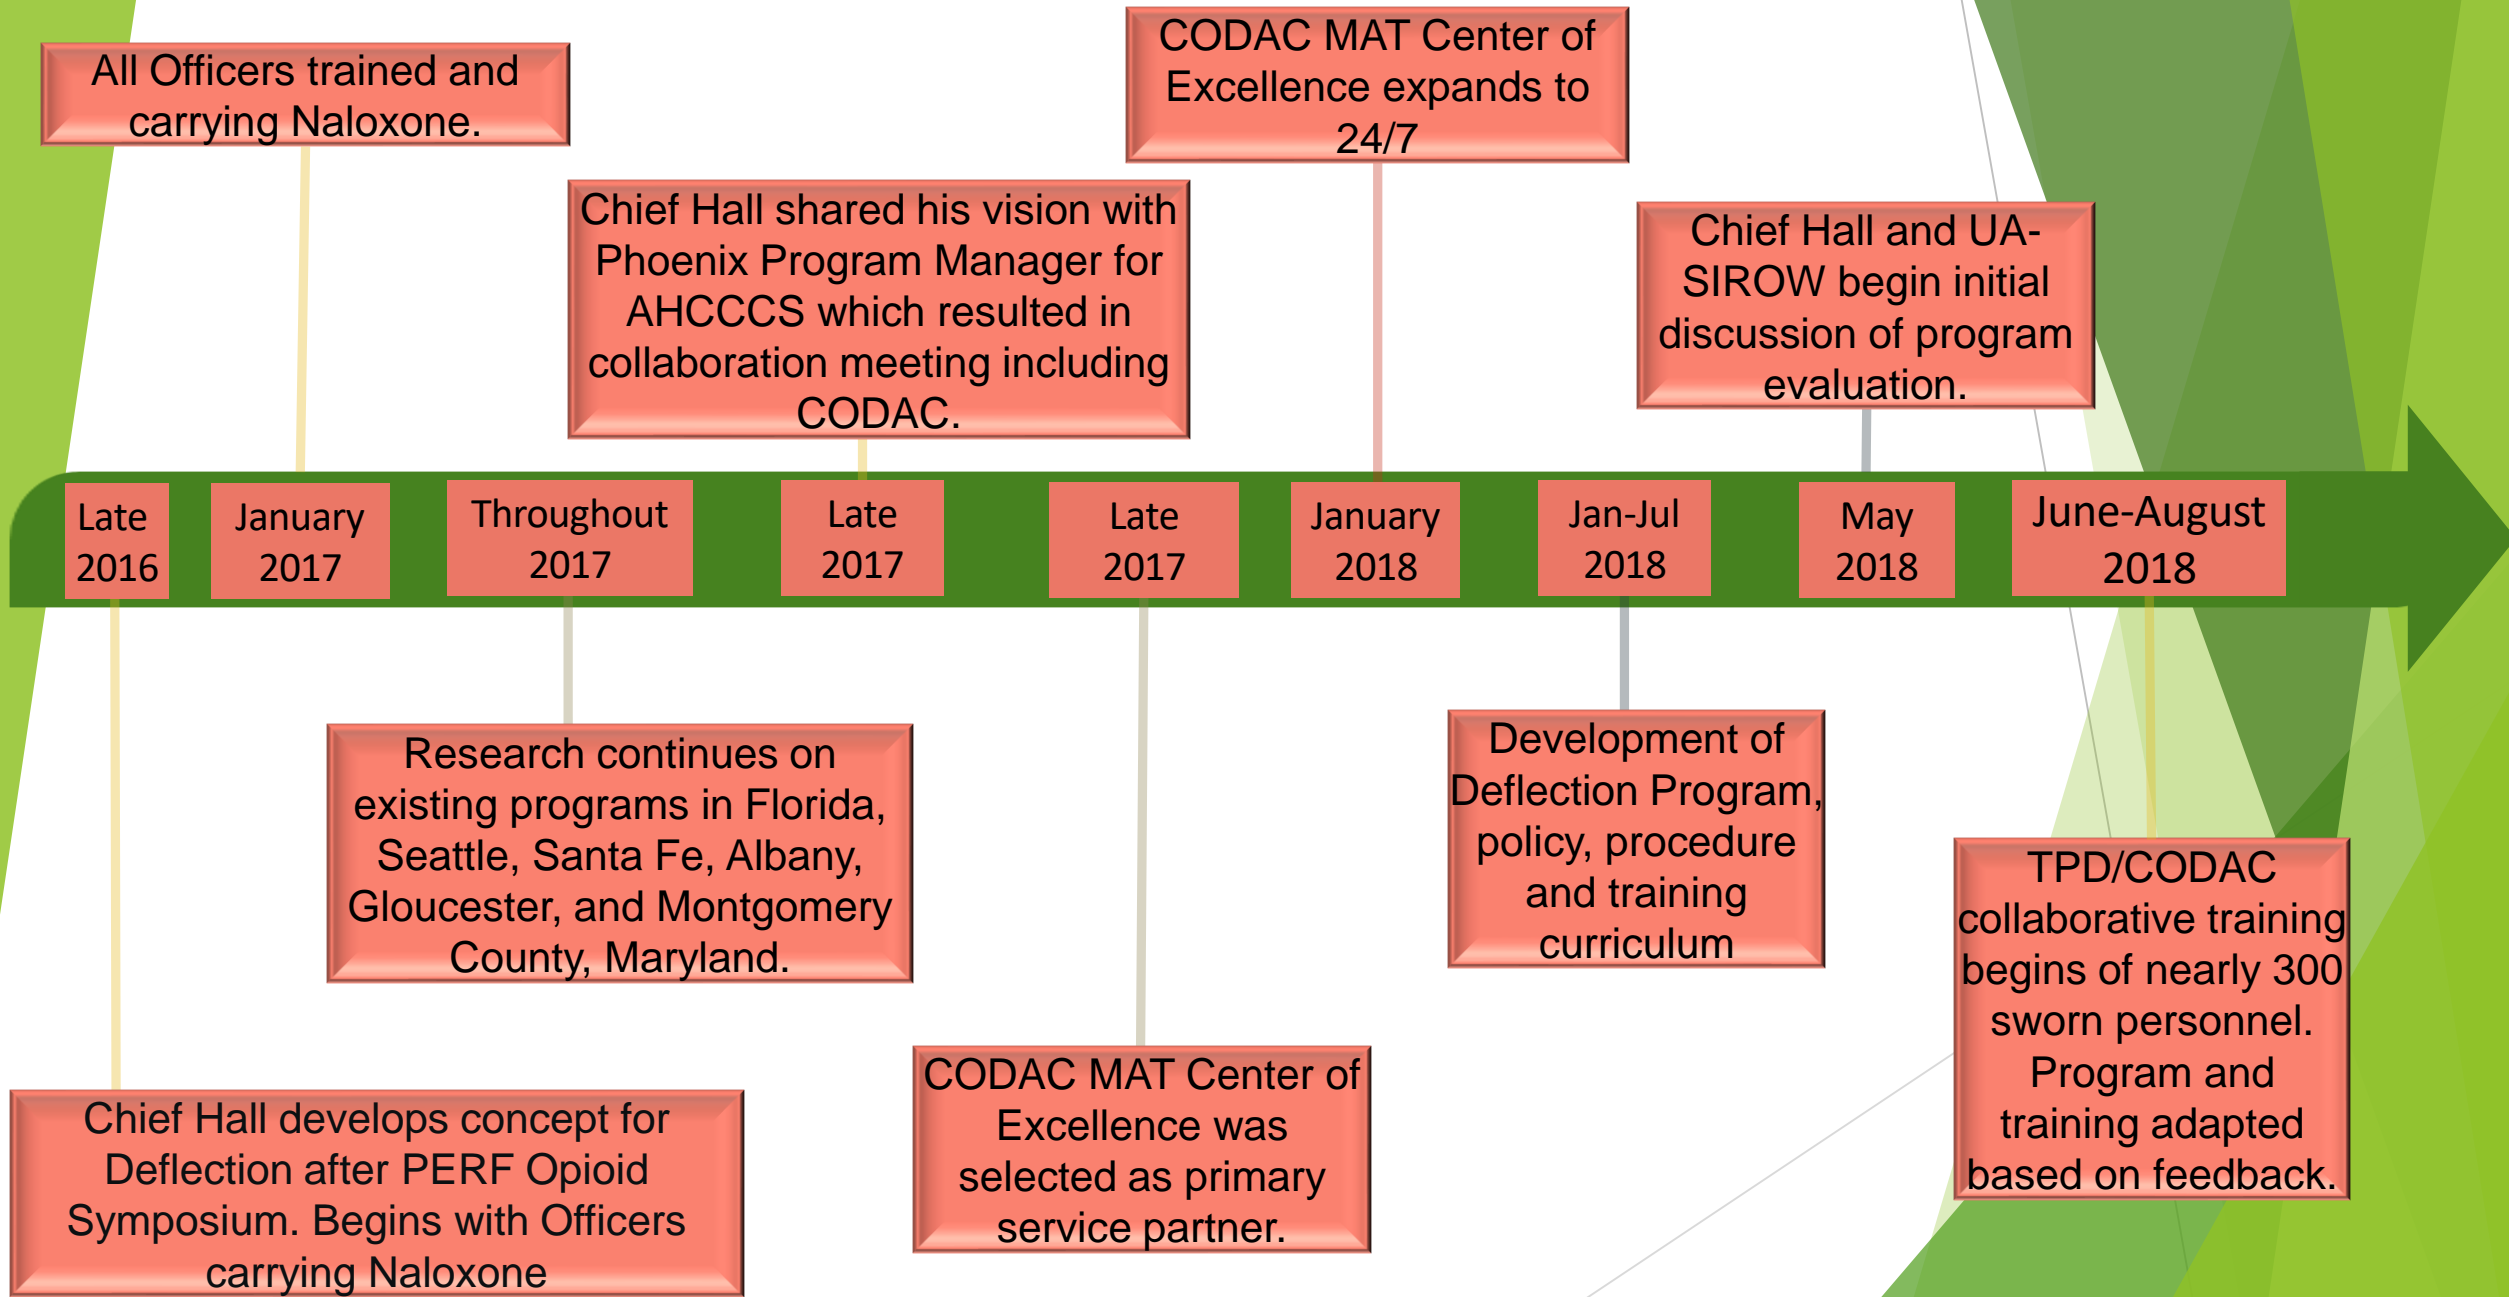 All Officers trained and
carrying Naloxone.
CODAC MAT Center of
Excellence expands to
24/7
Chief Hall shared his vision with
Phoenix Program Manager for
AHCCCS which resulted in
collaboration meeting including
CODAC.
Chief Hall and UA-
SIROW begin initial
discussion of program
evaluation.
Late
2016
January
2017
Throughout
2017
Late
2017
Late
2017
January
2018
Jan-Jul
2018
May
2018
June-August
2018
Research continues on
existing programs in Florida,
Seattle, Santa Fe, Albany,
Gloucester, and Montgomery
County, Maryland.
Development of
Deflection Program,
policy, procedure
and training
curriculum
TPD/CODAC
collaborative training
begins of nearly 300
sworn personnel.
Program and
training adapted
based on feedback.
CODAC MAT Center of
Excellence was
selected as primary
service partner.
Chief Hall develops concept for
Deflection after PERF Opioid
Symposium. Begins with Officers
carrying Naloxone